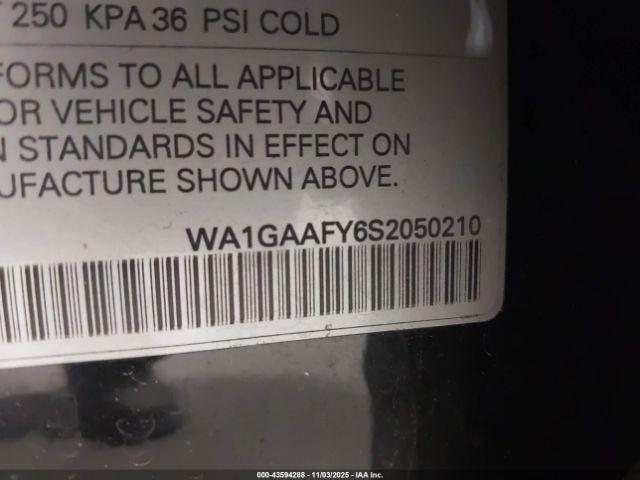 250 KPA 36 PSI COLD
FORMS TO ALL APPLICABLE
OR VEHICLE SAFETY AND
STANDARDS IN EFFECT ON
UFACTURE SHOWN ABOVE.
WA1GAAFY6S2050210
000-43594288 - 11/03/2025 - IAA Inc.